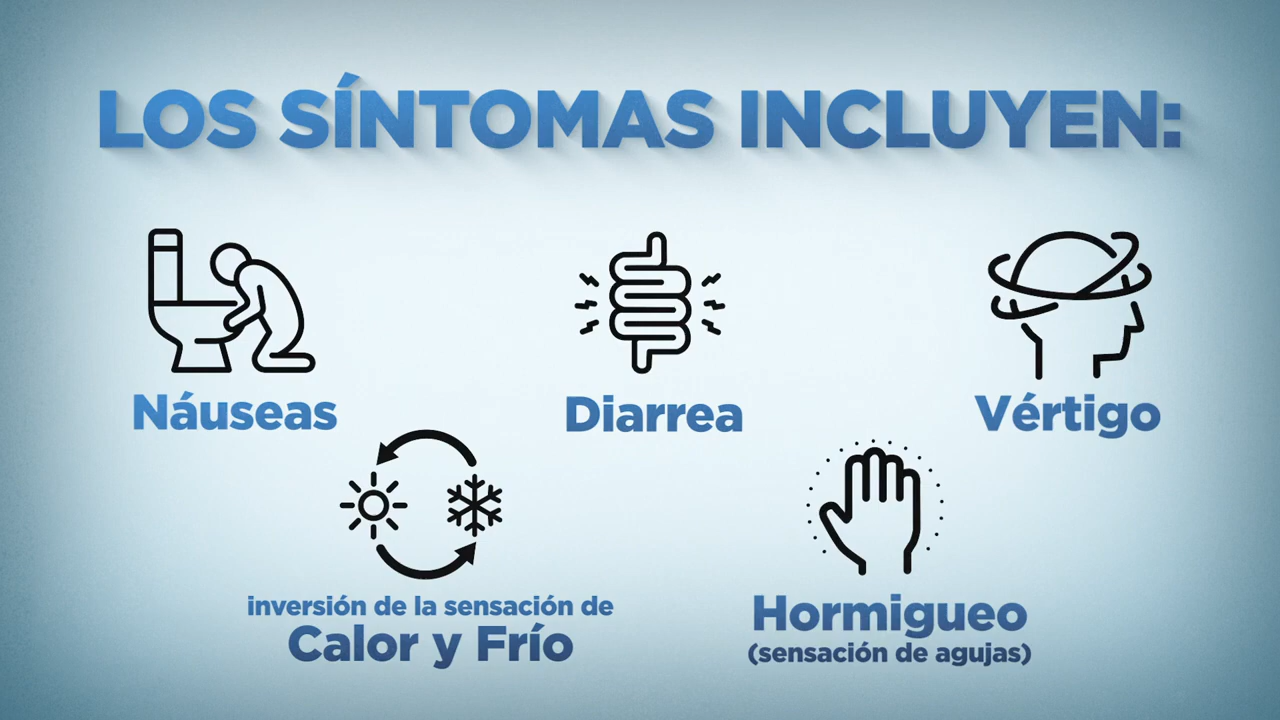 LOS SÍNTOMAS INCLUYEN:
Náuseas
Diarrea
Vértigo
inversión de la sensación de
Calor y Frío
Hormigueo
(sensación de agujas)